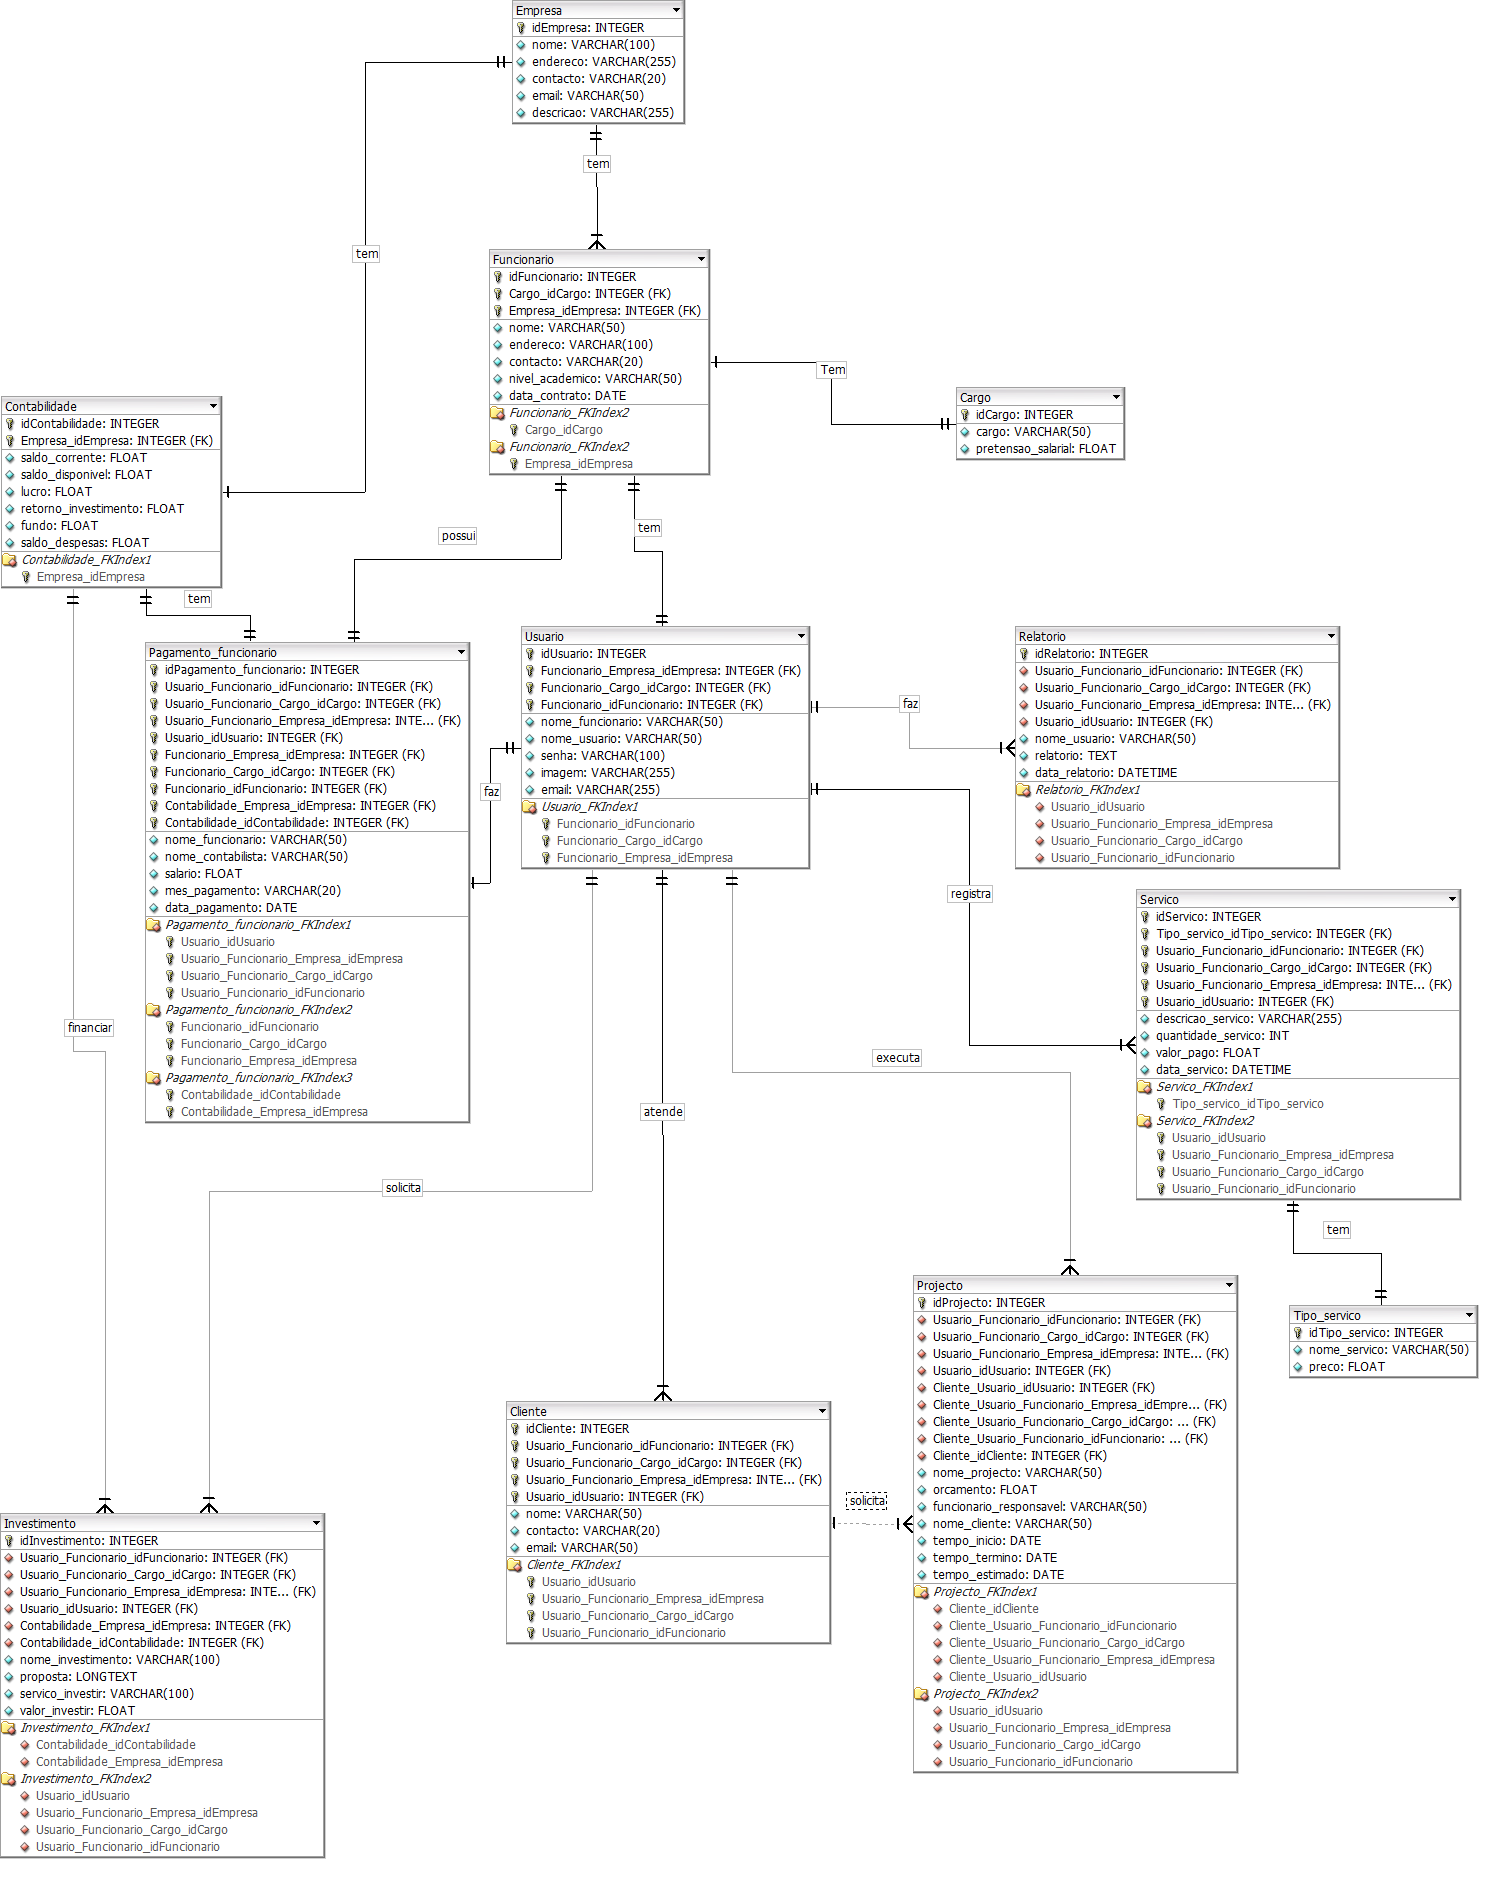 Empresa
idEmpresa: INTEGER
nome: VARCHAR(100)
endereco: VARCHAR(255)
contacto: VARCHAR(20)
email: VARCHAR(50)
descricao: VARCHAR(255)
tem
tem
Funcionario
idFuncionario: INTEGER
Cargo_idCargo: INTEGER (FK)
Empresa_idEmpresa: INTEGER (FK)
nome: VARCHAR(50)
endereco: VARCHAR(100)
contacto: VARCHAR(20)
nivel_academico: VARCHAR(50)
data_contrato: DATE
Funcionario_FKIndex2
Cargo_idCargo
Funcionario_FKIndex2
Empresa_idEmpresa
Tem
Cargo
idCargo: INTEGER
cargo: VARCHAR(50)
pretensao_salarial: FLOAT
Contabilidade
idContabilidade: INTEGER
Empresa_idEmpresa: INTEGER (FK)
saldo_corrente: FLOAT
saldo_disponivel: FLOAT
lucro: FLOAT
retorno_investimento: FLOAT
fundo: FLOAT
saldo_despesas: FLOAT
Contabilidade_FKIndex1
Empresa_idEmpresa
possui
tem
tem
Pagamento_funcionario
idPagamento_funcionario: INTEGER
Usuario_Funcionario_idFuncionario: INTEGER (FK)
Usuario_Funcionario_Cargo_idCargo: INTEGER (FK)
Usuario_Funcionario_Empresa_idEmpresa: INTE... (FK)
Usuario_idUsuario: INTEGER (FK)
Funcionario_Empresa_idEmpresa: INTEGER (FK)
Funcionario_Cargo_idCargo: INTEGER (FK)
Funcionario_idFuncionario: INTEGER (FK)
Contabilidade_Empresa_idEmpresa: INTEGER (FK)
Contabilidade_idContabilidade: INTEGER (FK)
nome_funcionario: VARCHAR(50)
nome_contabilista: VARCHAR(50)
salario: FLOAT
mes_pagamento: VARCHAR(20)
data_pagamento: DATE
Pagamento_funcionario_FKIndex1
Usuario_idUsuario
Usuario_Funcionario_Empresa_idEmpresa
Usuario_Funcionario_Cargo_idCargo
Usuario_Funcionario_idFuncionario
Pagamento_funcionario_FKIndex2
Funcionario_idFuncionario
Funcionario_Cargo_idCargo
Funcionario_Empresa_idEmpresa
Pagamento_funcionario_FKIndex3
Contabilidade_idContabilidade
Contabilidade_Empresa_idEmpresa
faz
Usuario
idUsuario: INTEGER
Funcionario_Empresa_idEmpresa: INTEGER (FK)
Funcionario_Cargo_idCargo: INTEGER (FK)
Funcionario_idFuncionario: INTEGER (FK)
nome_funcionario: VARCHAR(50)
nome_usuario: VARCHAR(50)
senha: VARCHAR(100)
imagem: VARCHAR(255)
email: VARCHAR(255)
Usuario_FKIndex1
Funcionario_idFuncionario
Funcionario_Cargo_idCargo
Funcionario_Empresa_idEmpresa
faz
Relatorio
idRelatorio: INTEGER
Usuario_Funcionario_idFuncionario: INTEGER (FK)
Usuario_Funcionario_Cargo_idCargo: INTEGER (FK)
Usuario_Funcionario_Empresa_idEmpresa: INTE... (FK)
Usuario_idUsuario: INTEGER (FK)
nome_usuario: VARCHAR(50)
relatorio: TEXT
data_relatorio: DATETIME
Relatorio_FKIndex1
Usuario_idUsuario
Usuario_Funcionario_Empresa_idEmpresa
Usuario_Funcionario_Cargo_idCargo
Usuario_Funcionario_idFuncionario
registra
Servico
idServico: INTEGER
Tipo_servico_idTipo_servico: INTEGER (FK)
Usuario_Funcionario_idFuncionario: INTEGER (FK)
Usuario_Funcionario_Cargo_idCargo: INTEGER (FK)
Usuario_Funcionario_Empresa_idEmpresa: INTE... (FK)
Usuario_idUsuario: INTEGER (FK)
descricao_servico: VARCHAR(255)
quantidade_servico: INT
valor_pago: FLOAT
data_servico: DATETIME
Servico_FKIndex1
Tipo_servico_idTipo_servico
Servico_FKIndex2
Usuario_idUsuario
Usuario_Funcionario_Empresa_idEmpresa
Usuario_Funcionario_Cargo_idCargo
Usuario_Funcionario_idFuncionario
financiar
executa
atende
solicita
tem
Tipo_servico
idTipo_servico: INTEGER
nome_servico: VARCHAR(50)
preco: FLOAT
Projecto
idProjecto: INTEGER
Usuario_Funcionario_idFuncionario: INTEGER (FK)
Usuario_Funcionario_Cargo_idCargo: INTEGER (FK)
Usuario_Funcionario_Empresa_idEmpresa: INTE... (FK)
Usuario_idUsuario: INTEGER (FK)
Cliente_Usuario_idUsuario: INTEGER (FK)
Cliente_Usuario_Funcionario_Empresa_idEmpre... (FK)
Cliente_Usuario_Funcionario_Cargo_idCargo: ... (FK)
Cliente_Usuario_Funcionario_idFuncionario: ... (FK)
Cliente_idCliente: INTEGER (FK)
nome_projecto: VARCHAR(50)
orcamento: FLOAT
funcionario_responsavel: VARCHAR(50)
nome_cliente: VARCHAR(50)
tempo_inicio: DATE
tempo_termino: DATE
tempo_estimado: DATE
Projecto_FKIndex1
Cliente_idCliente
Cliente_Usuario_Funcionario_idFuncionario
Cliente_Usuario_Funcionario_Cargo_idCargo
Cliente_Usuario_Funcionario_Empresa_idEmpresa
Cliente_Usuario_idUsuario
Projecto_FKIndex2
Usuario_idUsuario
Usuario_Funcionario_Empresa_idEmpresa
Usuario_Funcionario_Cargo_idCargo
Usuario_Funcionario_idFuncionario
Cliente
idCliente: INTEGER
Usuario_Funcionario_idFuncionario: INTEGER (FK)
Usuario_Funcionario_Cargo_idCargo: INTEGER (FK)
Usuario_Funcionario_Empresa_idEmpresa: INTE... (FK)
Usuario_idUsuario: INTEGER (FK)
nome: VARCHAR(50)
contacto: VARCHAR(20)
email: VARCHAR(50)
Cliente_FKIndex1
Usuario_idUsuario
Usuario_Funcionario_Empresa_idEmpresa
Usuario_Funcionario_Cargo_idCargo
Usuario_Funcionario_idFuncionario
solicita
Investimento
idInvestimento: INTEGER
Usuario_Funcionario_idFuncionario: INTEGER (FK)
Usuario_Funcionario_Cargo_idCargo: INTEGER (FK)
Usuario_Funcionario_Empresa_idEmpresa: INTE... (FK)
Usuario_idUsuario: INTEGER (FK)
Contabilidade_Empresa_idEmpresa: INTEGER (FK)
Contabilidade_idContabilidade: INTEGER (FK)
nome_investimento: VARCHAR(100)
proposta: LONGTEXT
servico_investir: VARCHAR(100)
valor_investir: FLOAT
Investimento_FKIndex1
Contabilidade_idContabilidade
Contabilidade_Empresa_idEmpresa
Investimento_FKIndex2
Usuario_idUsuario
Usuario_Funcionario_Empresa_idEmpresa
Usuario_Funcionario_Cargo_idCargo
Usuario_Funcionario_idFuncionario